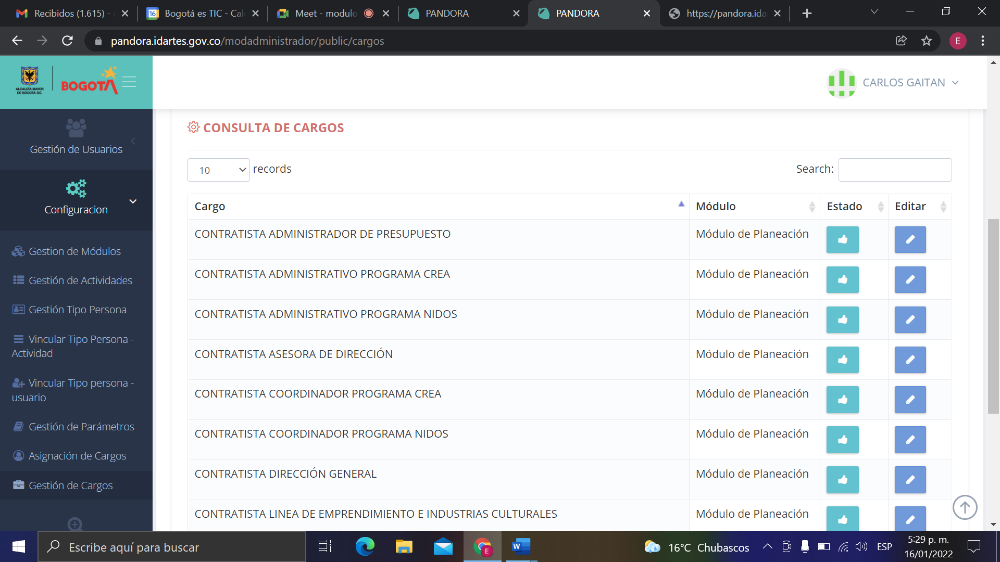 Recibidos (1.615) -
Bogotá es TIC - Cal
Meet - modulo
PANDORA
PANDORA
https://pandora.ida
pandora.idartes.gov.co/modadministrador/public/cargos
E
ALCALDÍA MAYOR
DE BOGOTÁ D.C.
BOGOTA
CARLOS GAITAN
Gestión de Usuarios
Configuracion
Gestion de Módulos
Gestión de Actividades
Gestión Tipo Persona
Vincular Tipo Persona -
Actividad
Vincular Tipo persona -
usuario
Gestión de Parámetros
Asignación de Cargos
Gestión de Cargos
CONSULTA DE CARGOS
10 records
Search:
Cargo Módulo Estado Editar
CONTRATISTA ADMINISTRADOR DE PRESUPUESTO Módulo de Planeación
CONTRATISTA ADMINISTRATIVO PROGRAMA CREA Módulo de Planeación
CONTRATISTA ADMINISTRATIVO PROGRAMA NIDOS Módulo de Planeación
CONTRATISTA ASESORA DE DIRECCIÓN Módulo de Planeación
CONTRATISTA COORDINADOR PROGRAMA CREA Módulo de Planeación
CONTRATISTA COORDINADOR PROGRAMA NIDOS Módulo de Planeación
CONTRATISTA DIRECCIÓN GENERAL Módulo de Planeación
CONTRATISTA LINEA DE EMPRENDIMIENTO E INDUSTRIAS CULTURALES Módulo de Planeación
Escribe aquí para buscar
E
W
16°C Chubascos
ESP
5:29 p. m.
16/01/2022